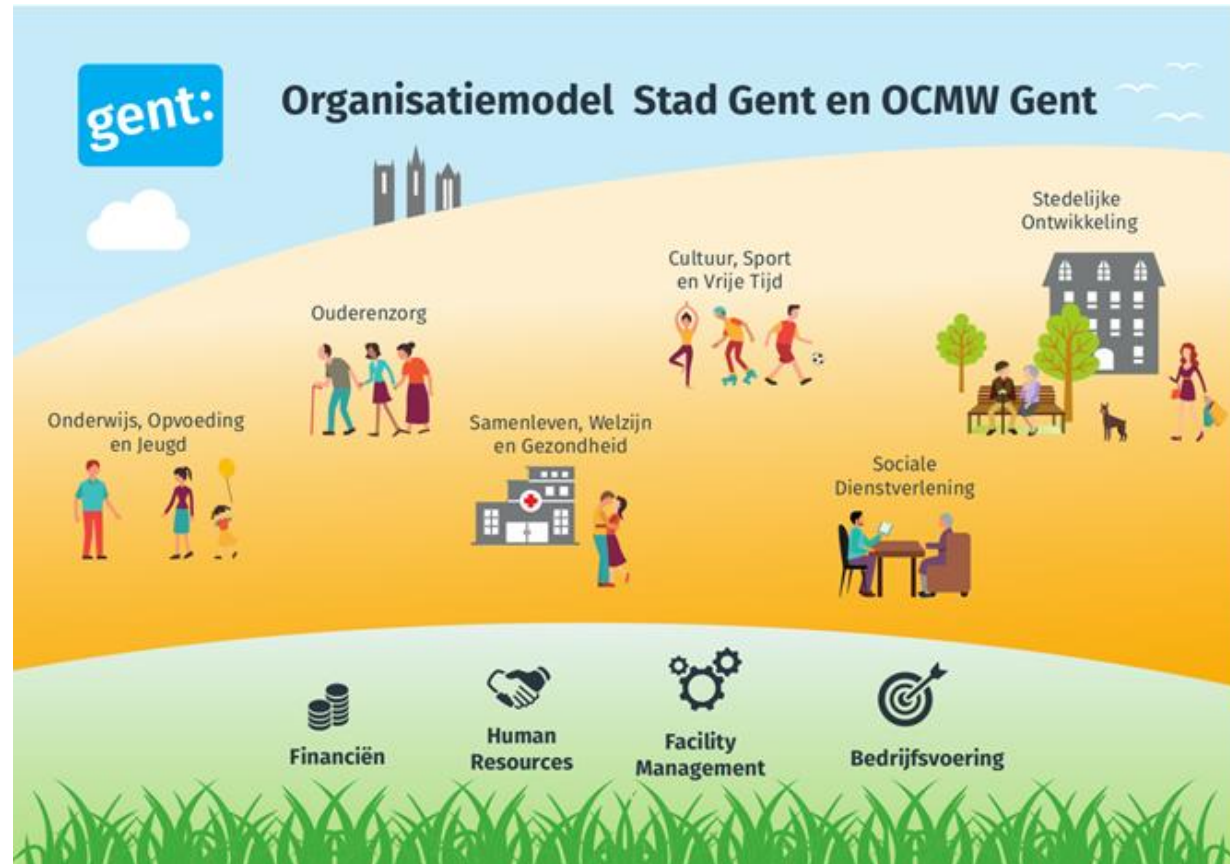 gent:
Organisatiemodel Stad Gent en OCMW Gent
Stedelijke
Ontwikkeling
Cultuur, Sport
en Vrije Tijd
Ouderenzorg
Onderwijs, Opvoeding
en Jeugd
Samenleven, Welzijn
en Gezondheid
Sociale
Dienstverlening
Financiën
Human
Resources
Facility
Management
Bedrijfsvoering